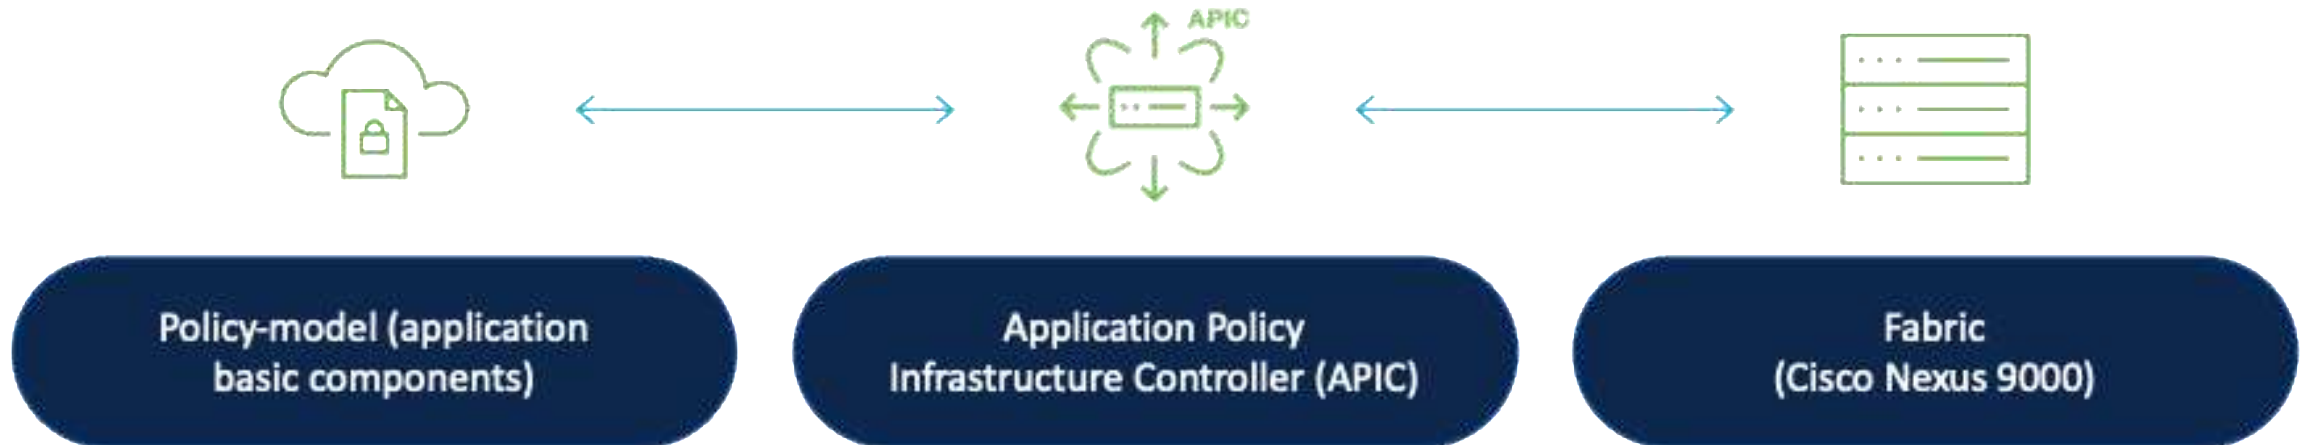 APIC
Policy-model (application
basic components)
Application Policy
Infrastructure Controller (APIC)
Fabric
(Cisco Nexus 9000)